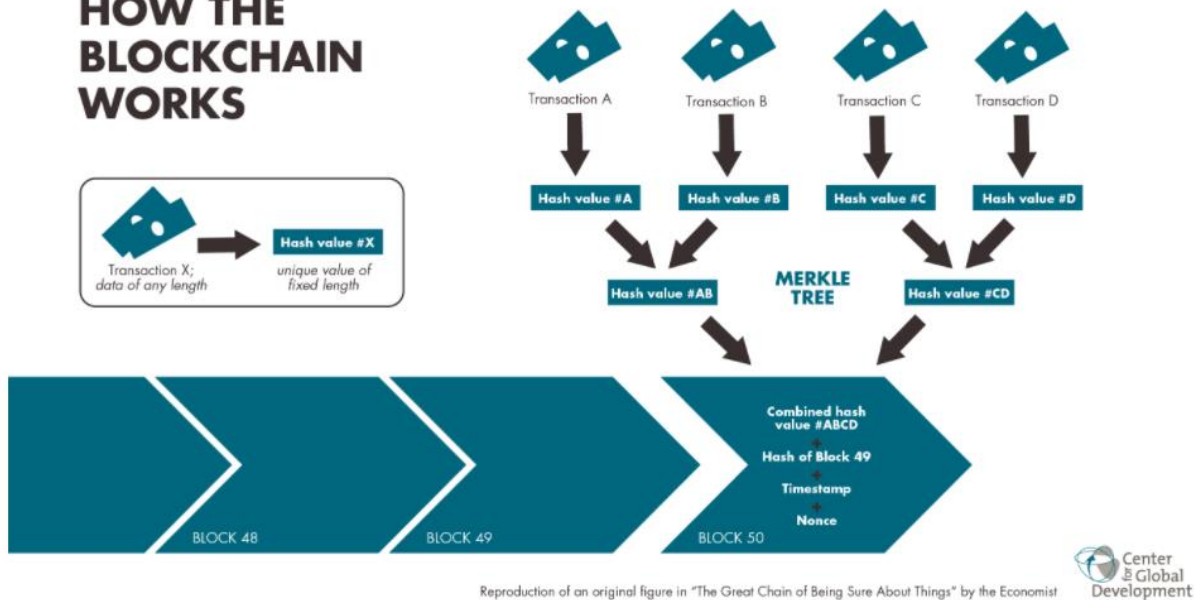 HOW THE
BLOCKCHAIN
WORKS
Transaction A
Transaction B
Transaction C
Transaction D
Hash value #A
Hash value #B
Hash value #C
Hash value #D
Transaction X;
data of any length
Hash value #X
unique value of
fixed length
Hash value #AB
MERKLE
TREE
Hash value #CD
Combined hash
value #ABCD
+
Hash of Block 49
+
Timestamp
+
Nonce
BLOCK 48
BLOCK 49
BLOCK 50
Reproduction of an original figure in "The Great Chain of Being Sure About Things" by the Economist
Center
for Global
Development